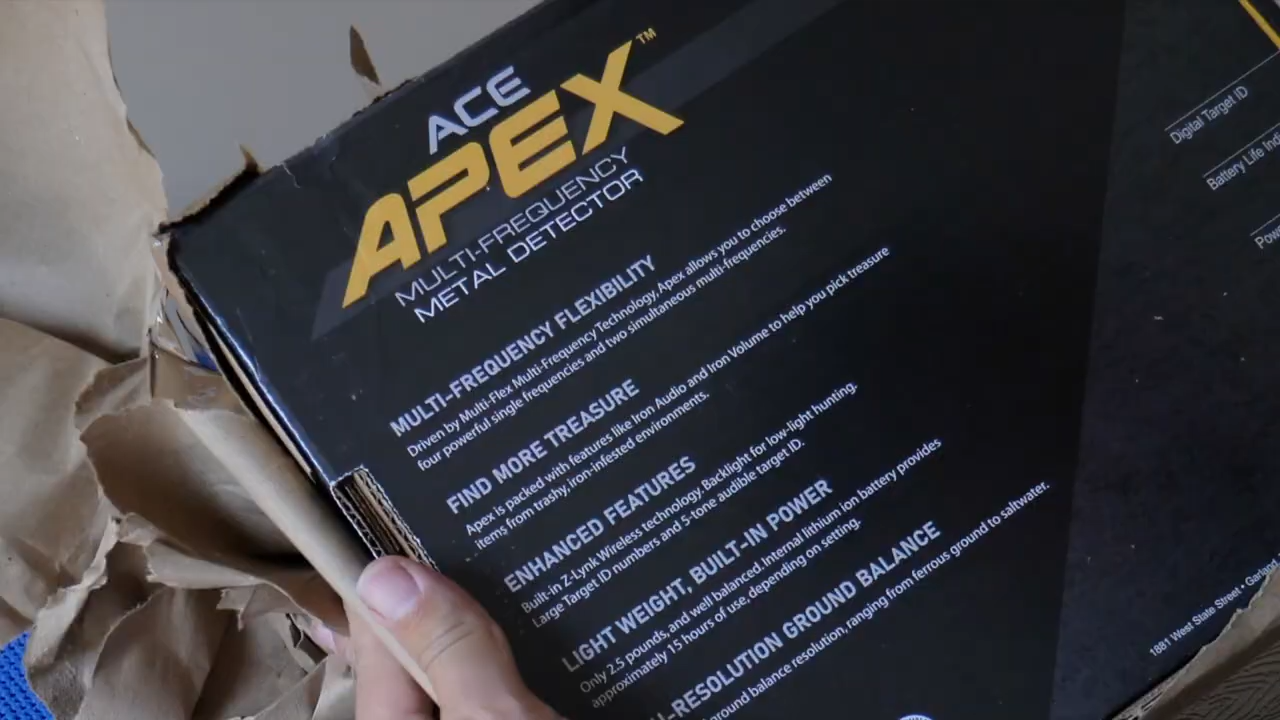 ACE
APEX™
MULTI-FREQUENCY
METAL DETECTOR
MULTI-FREQUENCY FLEXIBILITY
Driven by Multi-Flex Multi-Frequency Technology, Apex allows you to choose between
four powerful single frequencies and two simultaneous multi-frequencies.
FIND MORE TREASURE
Apex is packed with features like Iron Audio and Iron Volume to help you pick treasure
items from trashy, iron-infested environments.
ENHANCED FEATURES
Built-in Z-Lynk Wireless technology. Backlight for low-light hunting.
Large Target ID numbers and 5-tone audible target ID.
LIGHT WEIGHT, BUILT-IN POWER
Only 2.5 pounds, and well balanced. Internal lithium ion battery provides
approximately 15 hours of use, depending on setting.
-RESOLUTION GROUND BALANCE
ground balance resolution, ranging from ferrous ground to saltwater.
Digital Target ID
Battery Life Indi
Pow
1881 West State Street • Garland